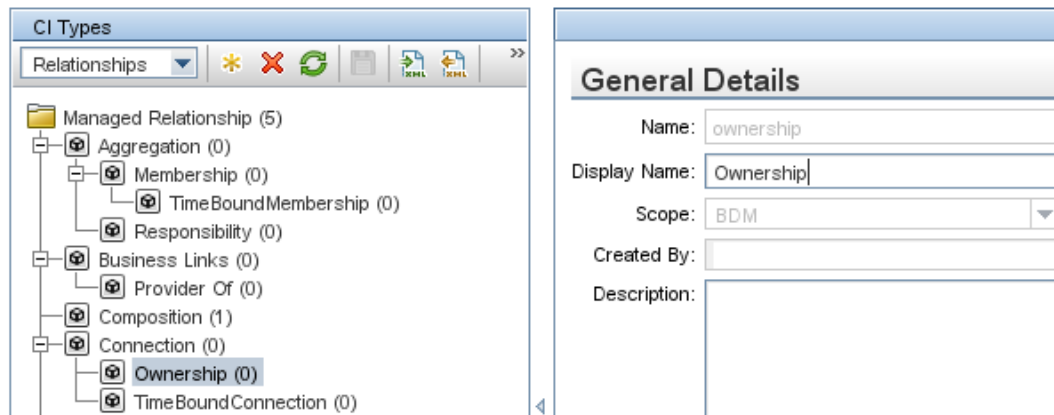 CI Types
Relationships
XML
XML
»
Managed Relationship (5)
Aggregation (0)
Membership (0)
TimeBoundMembership (0)
Responsibility (0)
Business Links (0)
Provider Of (0)
Composition (1)
Connection (0)
Ownership (0)
TimeBoundConnection (0)
General Details
Name: ownership
Display Name: Ownership
Scope: BDM
Created By:
Description: